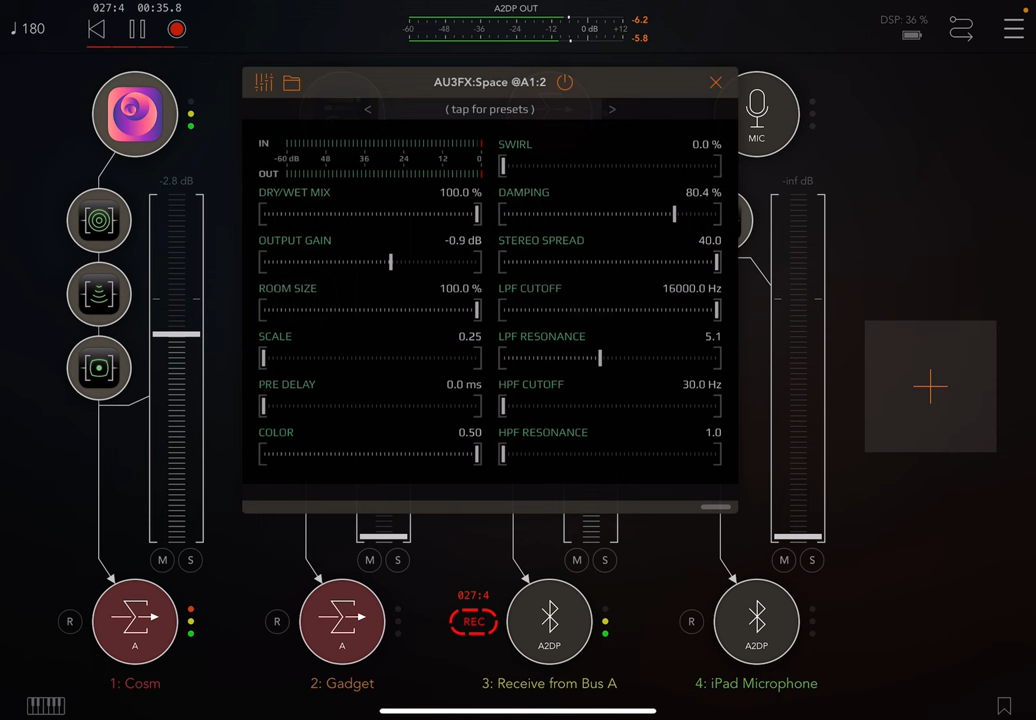 ♩ 180
027:4 00:35.8
A2DP OUT
-6.2
-60 -48 -36 -24 -12 0 dB +12
-5.8
DSP: 36 %
AU3FX:Space @A1:2
< ( tap for presets ) >
MIC
-2.8 dB
-inf dB
IN
-60 dB 48 36 24 12 0
OUT
DRY/WET MIX 100.0 %
OUTPUT GAIN -0.9 dB
ROOM SIZE 100.0 %
SCALE 0.25
PRE DELAY 0.0 ms
COLOR 0.50
SWIRL 0.0 %
DAMPING 80.4 %
STEREO SPREAD 40.0
LPF CUTOFF 16000.0 Hz
LPF RESONANCE 5.1
HPF CUTOFF 30.0 Hz
HPF RESONANCE 1.0
M S
M S
M S
M S
R
A
R
A
027:4
REC
A2DP
R
A2DP
1: Cosm
2: Gadget
3: Receive from Bus A
4: iPad Microphone